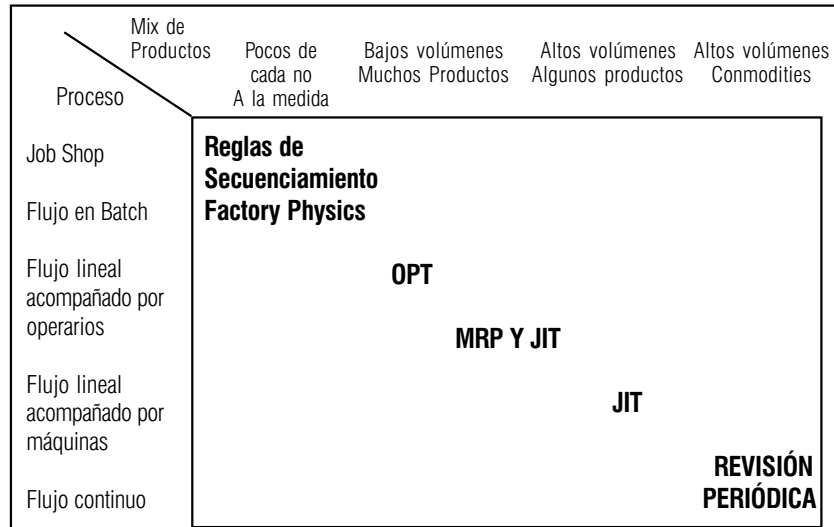 Mix de
Productos
Pocos de
cada no
A la medida
Bajos volúmenes
Muchos Productos
Altos volúmenes
Algunos productos
Altos volúmenes
Conmodities
Proceso
Job Shop
Reglas de
Secuenciamiento
Flujo en Batch
Factory Physics
Flujo lineal
acompañado por
operarios
OPT
MRP Y JIT
Flujo lineal
acompañado por
máquinas
JIT
Flujo continuo
REVISIÓN
PERIÓDICA